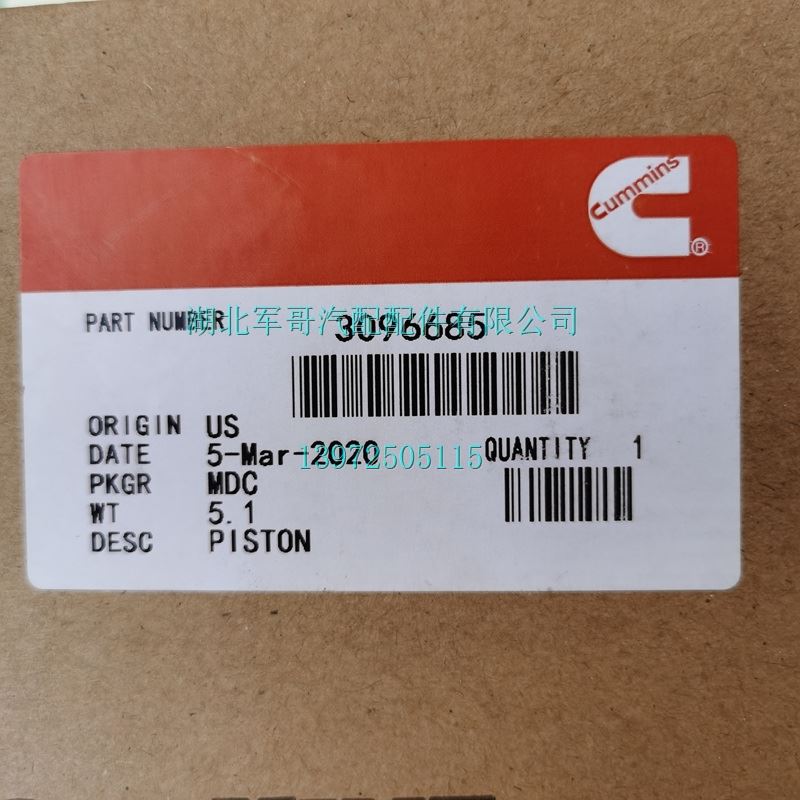 Cummins
®
PART NUMBER 3096685
湖北军哥汽配配件有限公司
ORIGIN US
DATE 5-Mar-2020 QUANTITY 1
13972505115
PKGR MDC
WT 5.1
DESC PISTON